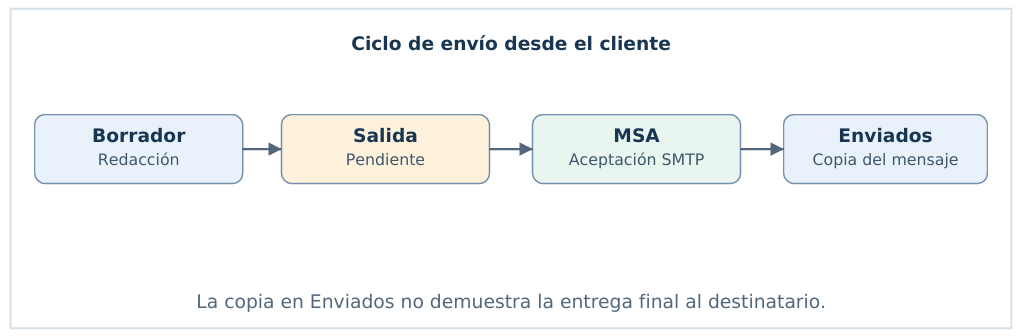 Ciclo de envío desde el cliente
Borrador
Redacción
Salida
Pendiente
MSA
Aceptación SMTP
Enviados
Copia del mensaje
La copia en Enviados no demuestra la entrega final al destinatario.